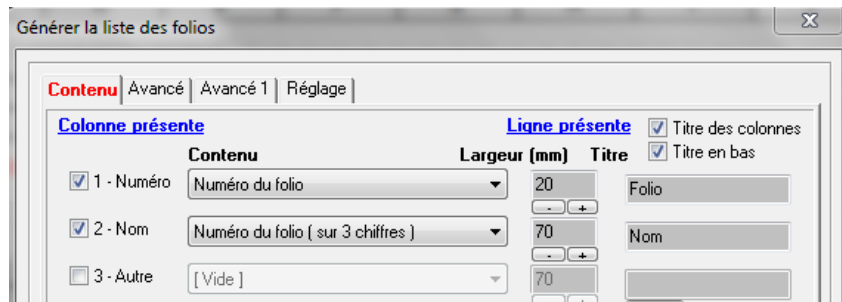 Générer la liste des folios
Contenu Avancé Avancé 1 Réglage
Colonne présente Ligne présente Titre des colonnes
Contenu Largeur (mm) Titre Titre en bas
1 - Numéro Numéro du folio 20 Folio
- +
2 - Nom Numéro du folio ( sur 3 chiffres ) 70 Nom
- +
3 - Autre [ Vide ] 70
- +